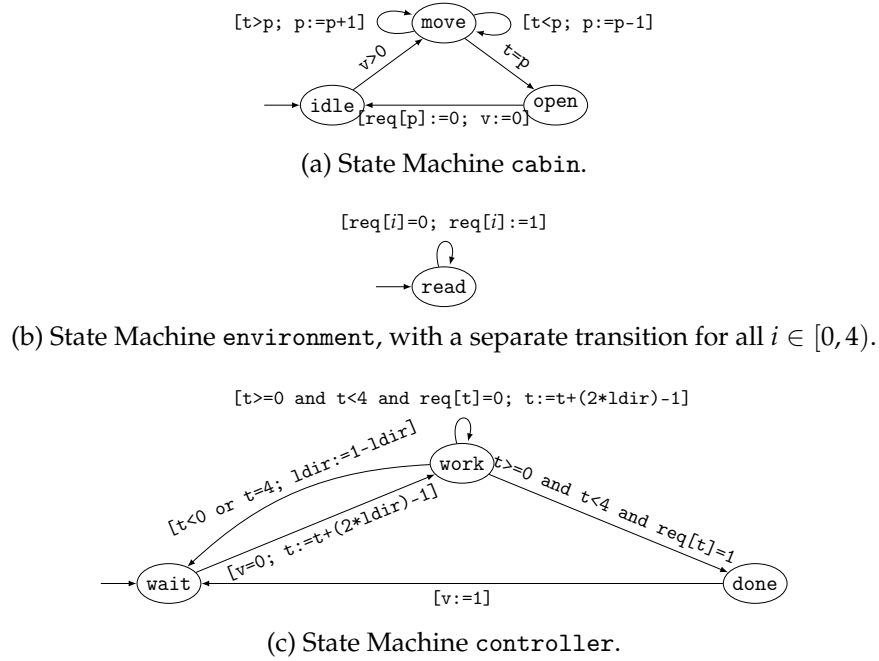 [t>p; p:=p+1]
move
[t<p; p:=p-1]
v>0
t=p
idle
open
[req[p]:=0; v:=0]
(a) State Machine cabin.
[req[i]=0; req[i]:=1]
read
(b) State Machine environment, with a separate transition for all i ∈ [0, 4).
[t>=0 and t<4 and req[t]=0; t:=t+(2*ldir)-1]
[t<0 or t=4; ldir:=1-ldir]
work
t>=0 and t<4 and req[t]=1
[v=0; t:=t+(2*ldir)-1]
wait
done
[v:=1]
(c) State Machine controller.